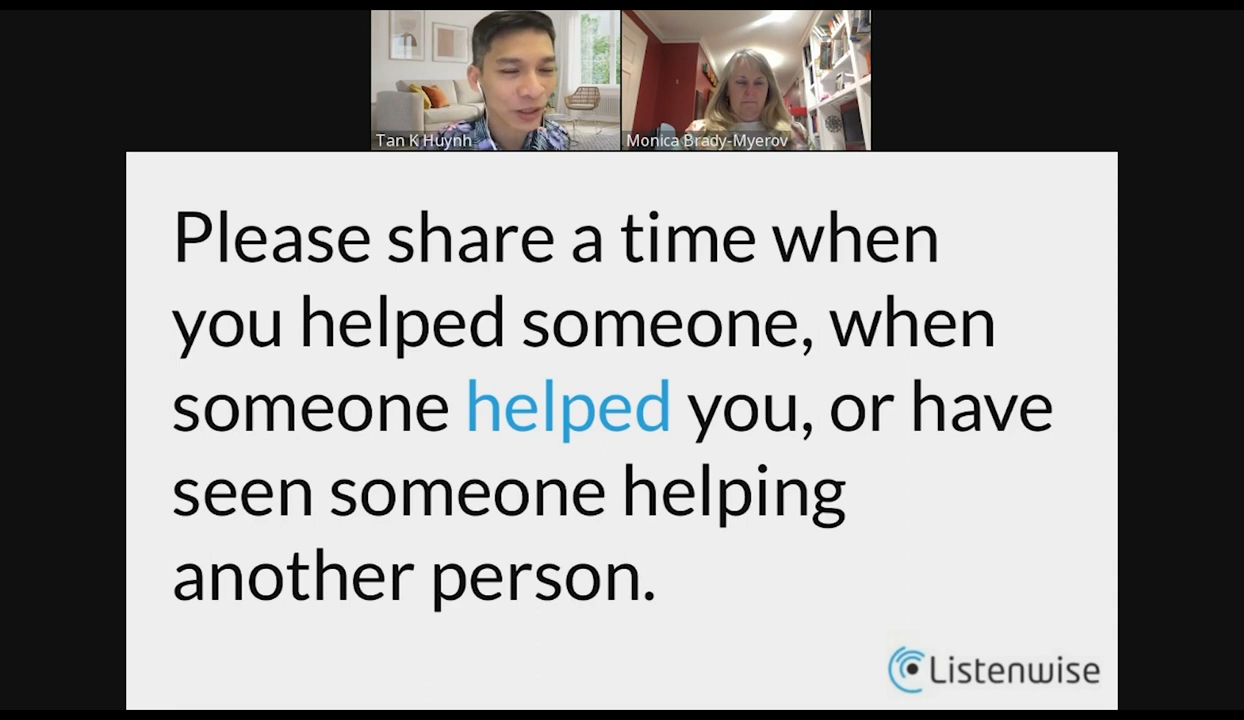 Tan K Huynh
Monica Brady-Myerov
Please share a time when
you helped someone, when
someone helped you, or have
seen someone helping
another person.
Listenwise